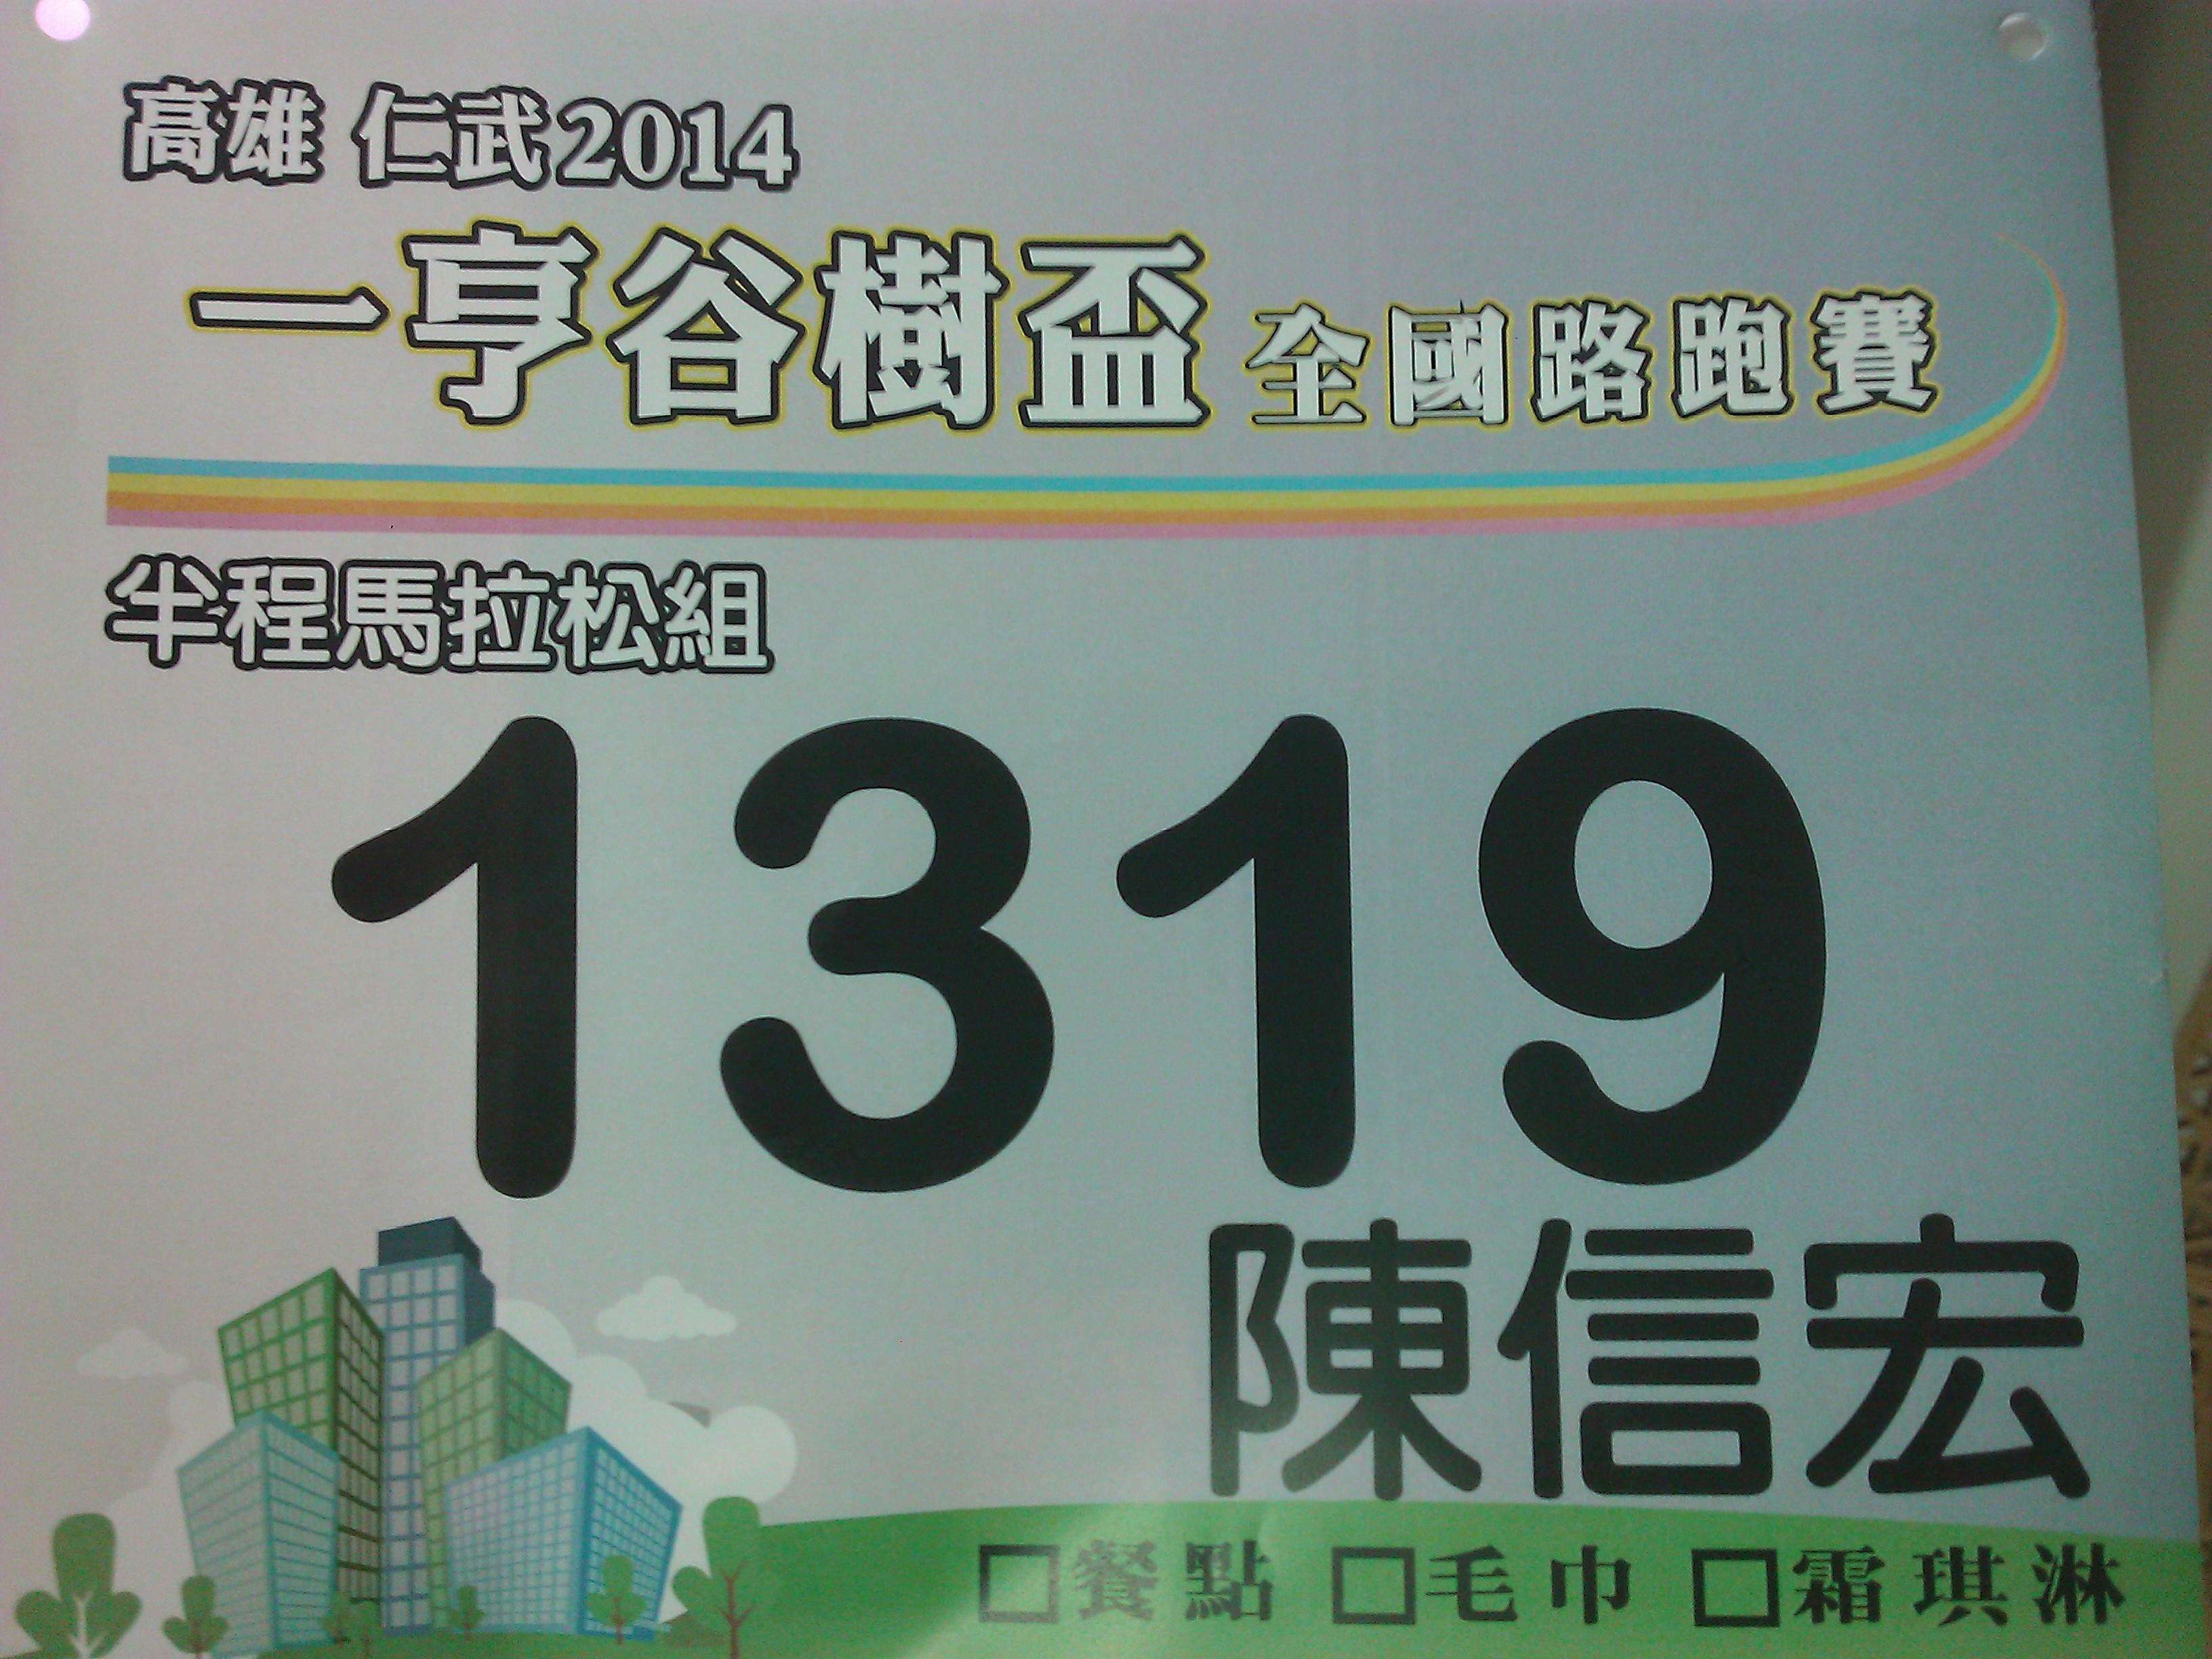 高雄 仁武2014
一亨谷樹盃 全國路跑賽
半程馬拉松組
1319
陳信宏
□餐點 □毛巾 □霜琪淋